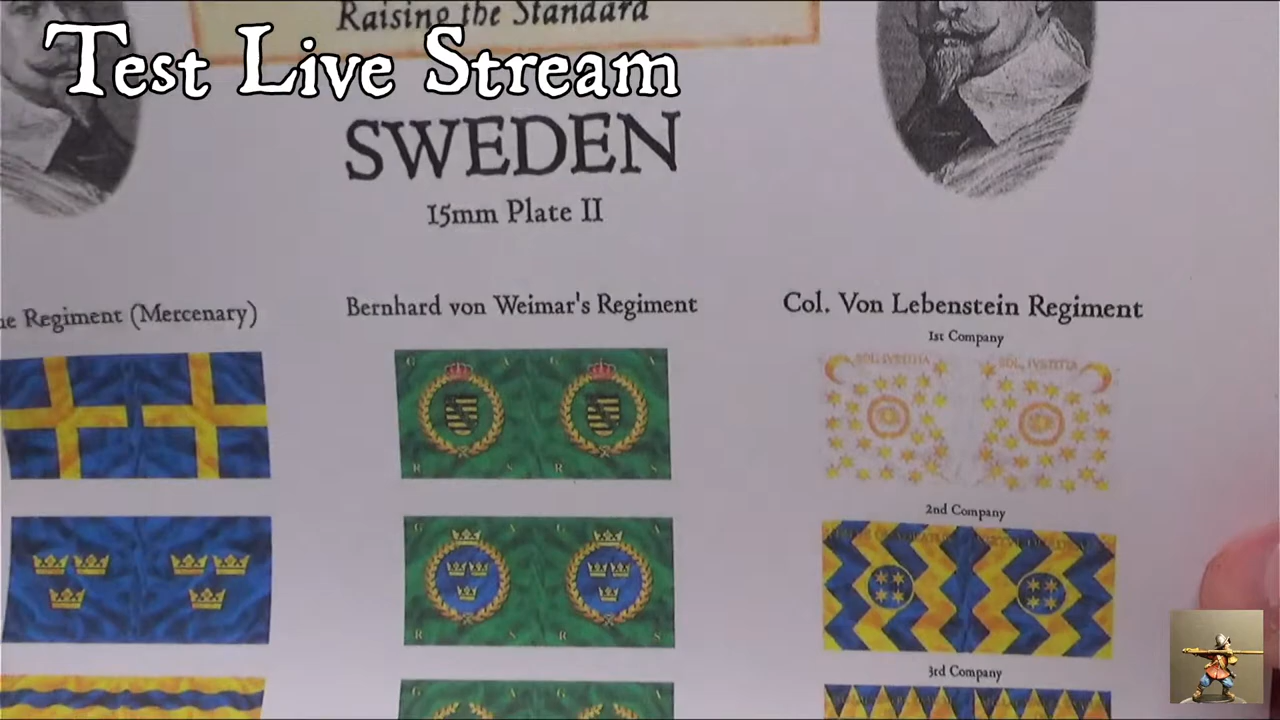 Raising the Standard
Test Live Stream
SWEDEN
15mm Plate II
Regiment (Mercenary)
Bernhard von Weimar's Regiment
Col. Von Lebenstein Regiment
1st Company
G A G A
SOL IVSTITIA SOL IVSTITIA
R S R S
2nd Company
G A G A
R S R S
3rd Company
G A G A